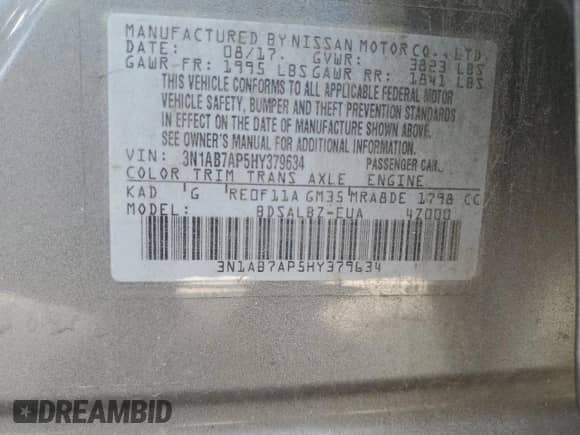 MANUFACTURED BY NISSAN MOTOR CO., LTD.
DATE: 08/17. GVWR: 3823 LBS
GAWR FR: 1995 LBS GAWR RR: 1841 LBS
THIS VEHICLE CONFORMS TO ALL APPLICABLE FEDERAL MOTOR
VEHICLE SAFETY, BUMPER AND THEFT PREVENTION STANDARDS
IN EFFECT ON THE DATE OF MANUFACTURE SHOWN ABOVE.
SEE OWNER'S MANUAL FOR ADDITIONAL INFORMATION.
VIN: 3N1AB7AP5HY379634 PASSENGER CAR
COLOR TRIM TRANS AXLE ENGINE
KAD G RE0F11A GM35 MRA8DE 1798 CC
MODEL: BDSALB7-EUA 47000
3N1AB7AP5HY379634
DREAMBID